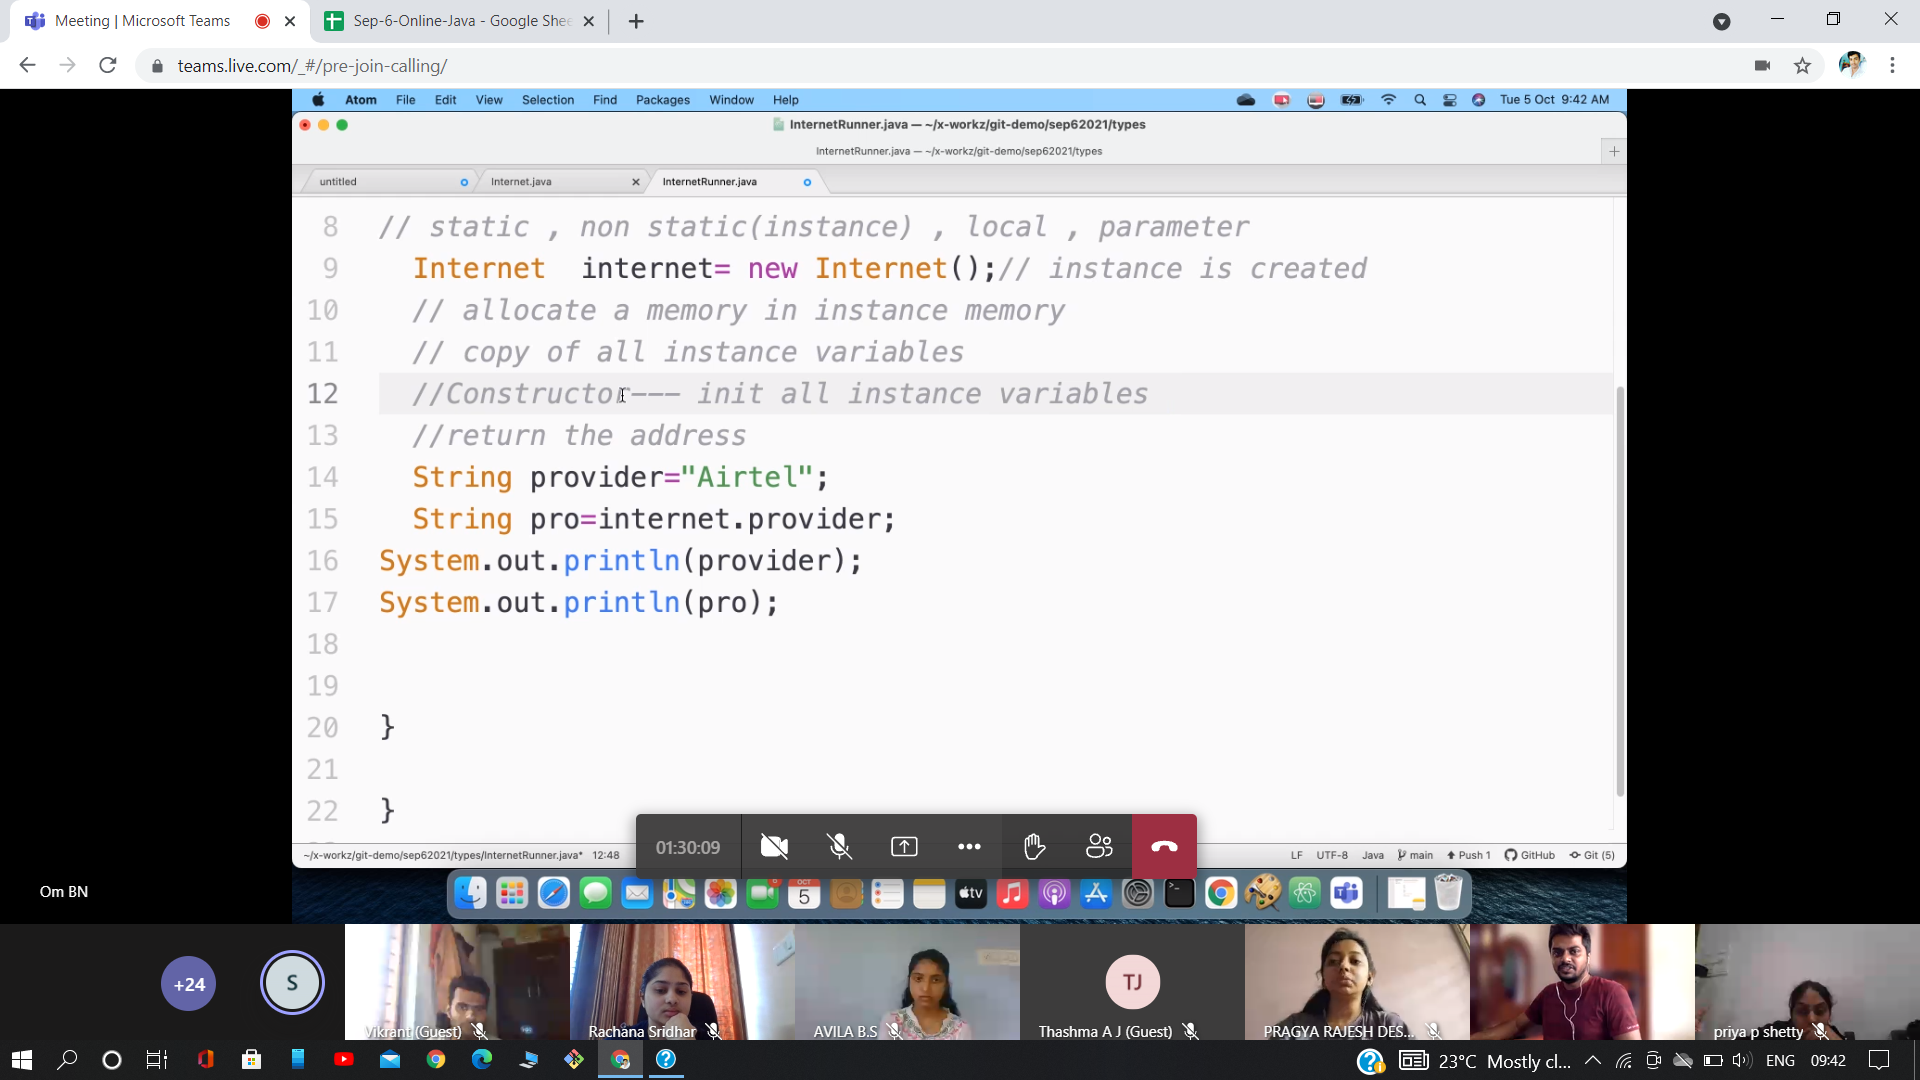 Meeting | Microsoft Teams
Sep-6-Online-Java - Google Shee
teams.live.com/_#/pre-join-calling/
Atom File Edit View Selection Find Packages Window Help
Tue 5 Oct 9:42 AM
InternetRunner.java — ~/x-workz/git-demo/sep62021/types
InternetRunner.java — ~/x-workz/git-demo/sep62021/types
untitled
Internet.java
InternetRunner.java
8 // static , non static(instance) , local , parameter
9 Internet  internet= new Internet();// instance is created
10 // allocate a memory in instance memory
11 // copy of all instance variables
12 //Constructor--- init all instance variables
13 //return the address
14 String provider="Airtel";
15 String pro=internet.provider;
16 System.out.println(provider);
17 System.out.println(pro);
18
19
20 }
21
22 }
01:30:09
~/x-workz/git-demo/sep62021/types/InternetRunner.java* 12:48
LF UTF-8 Java main Push 1 GitHub Git (5)
Om BN
OCT
5
tv
+24
S
TJ
Vikrant (Guest)
Rachana Sridhar
AVILA B.S
Thashma A J (Guest)
PRAGYA RAJESH DES...
priya p shetty
23°C Mostly cl...
ENG
09:42